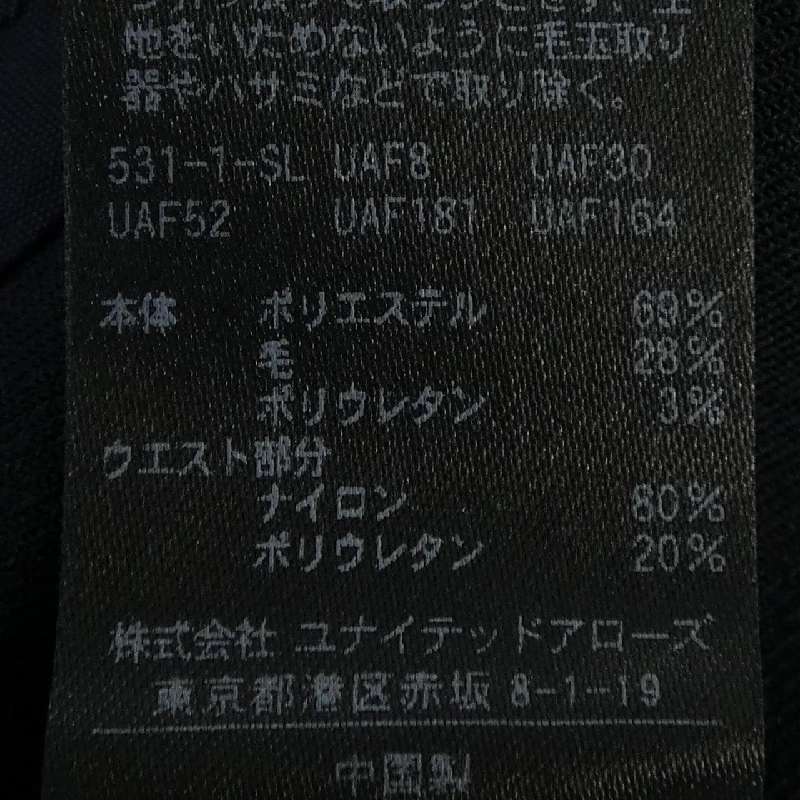 地をいためないように毛玉取り
器やハサミなどで取り除く。
531-1-SL UAF8 UAF30
UAF52 UAF181 UAF164
本体 ポリエステル 69%
毛 28%
ポリウレタン 3%
ウエスト部分
ナイロン 80%
ポリウレタン 20%
株式会社 ユナイテッドアローズ
東京都港区赤坂 8-1-19
中国製